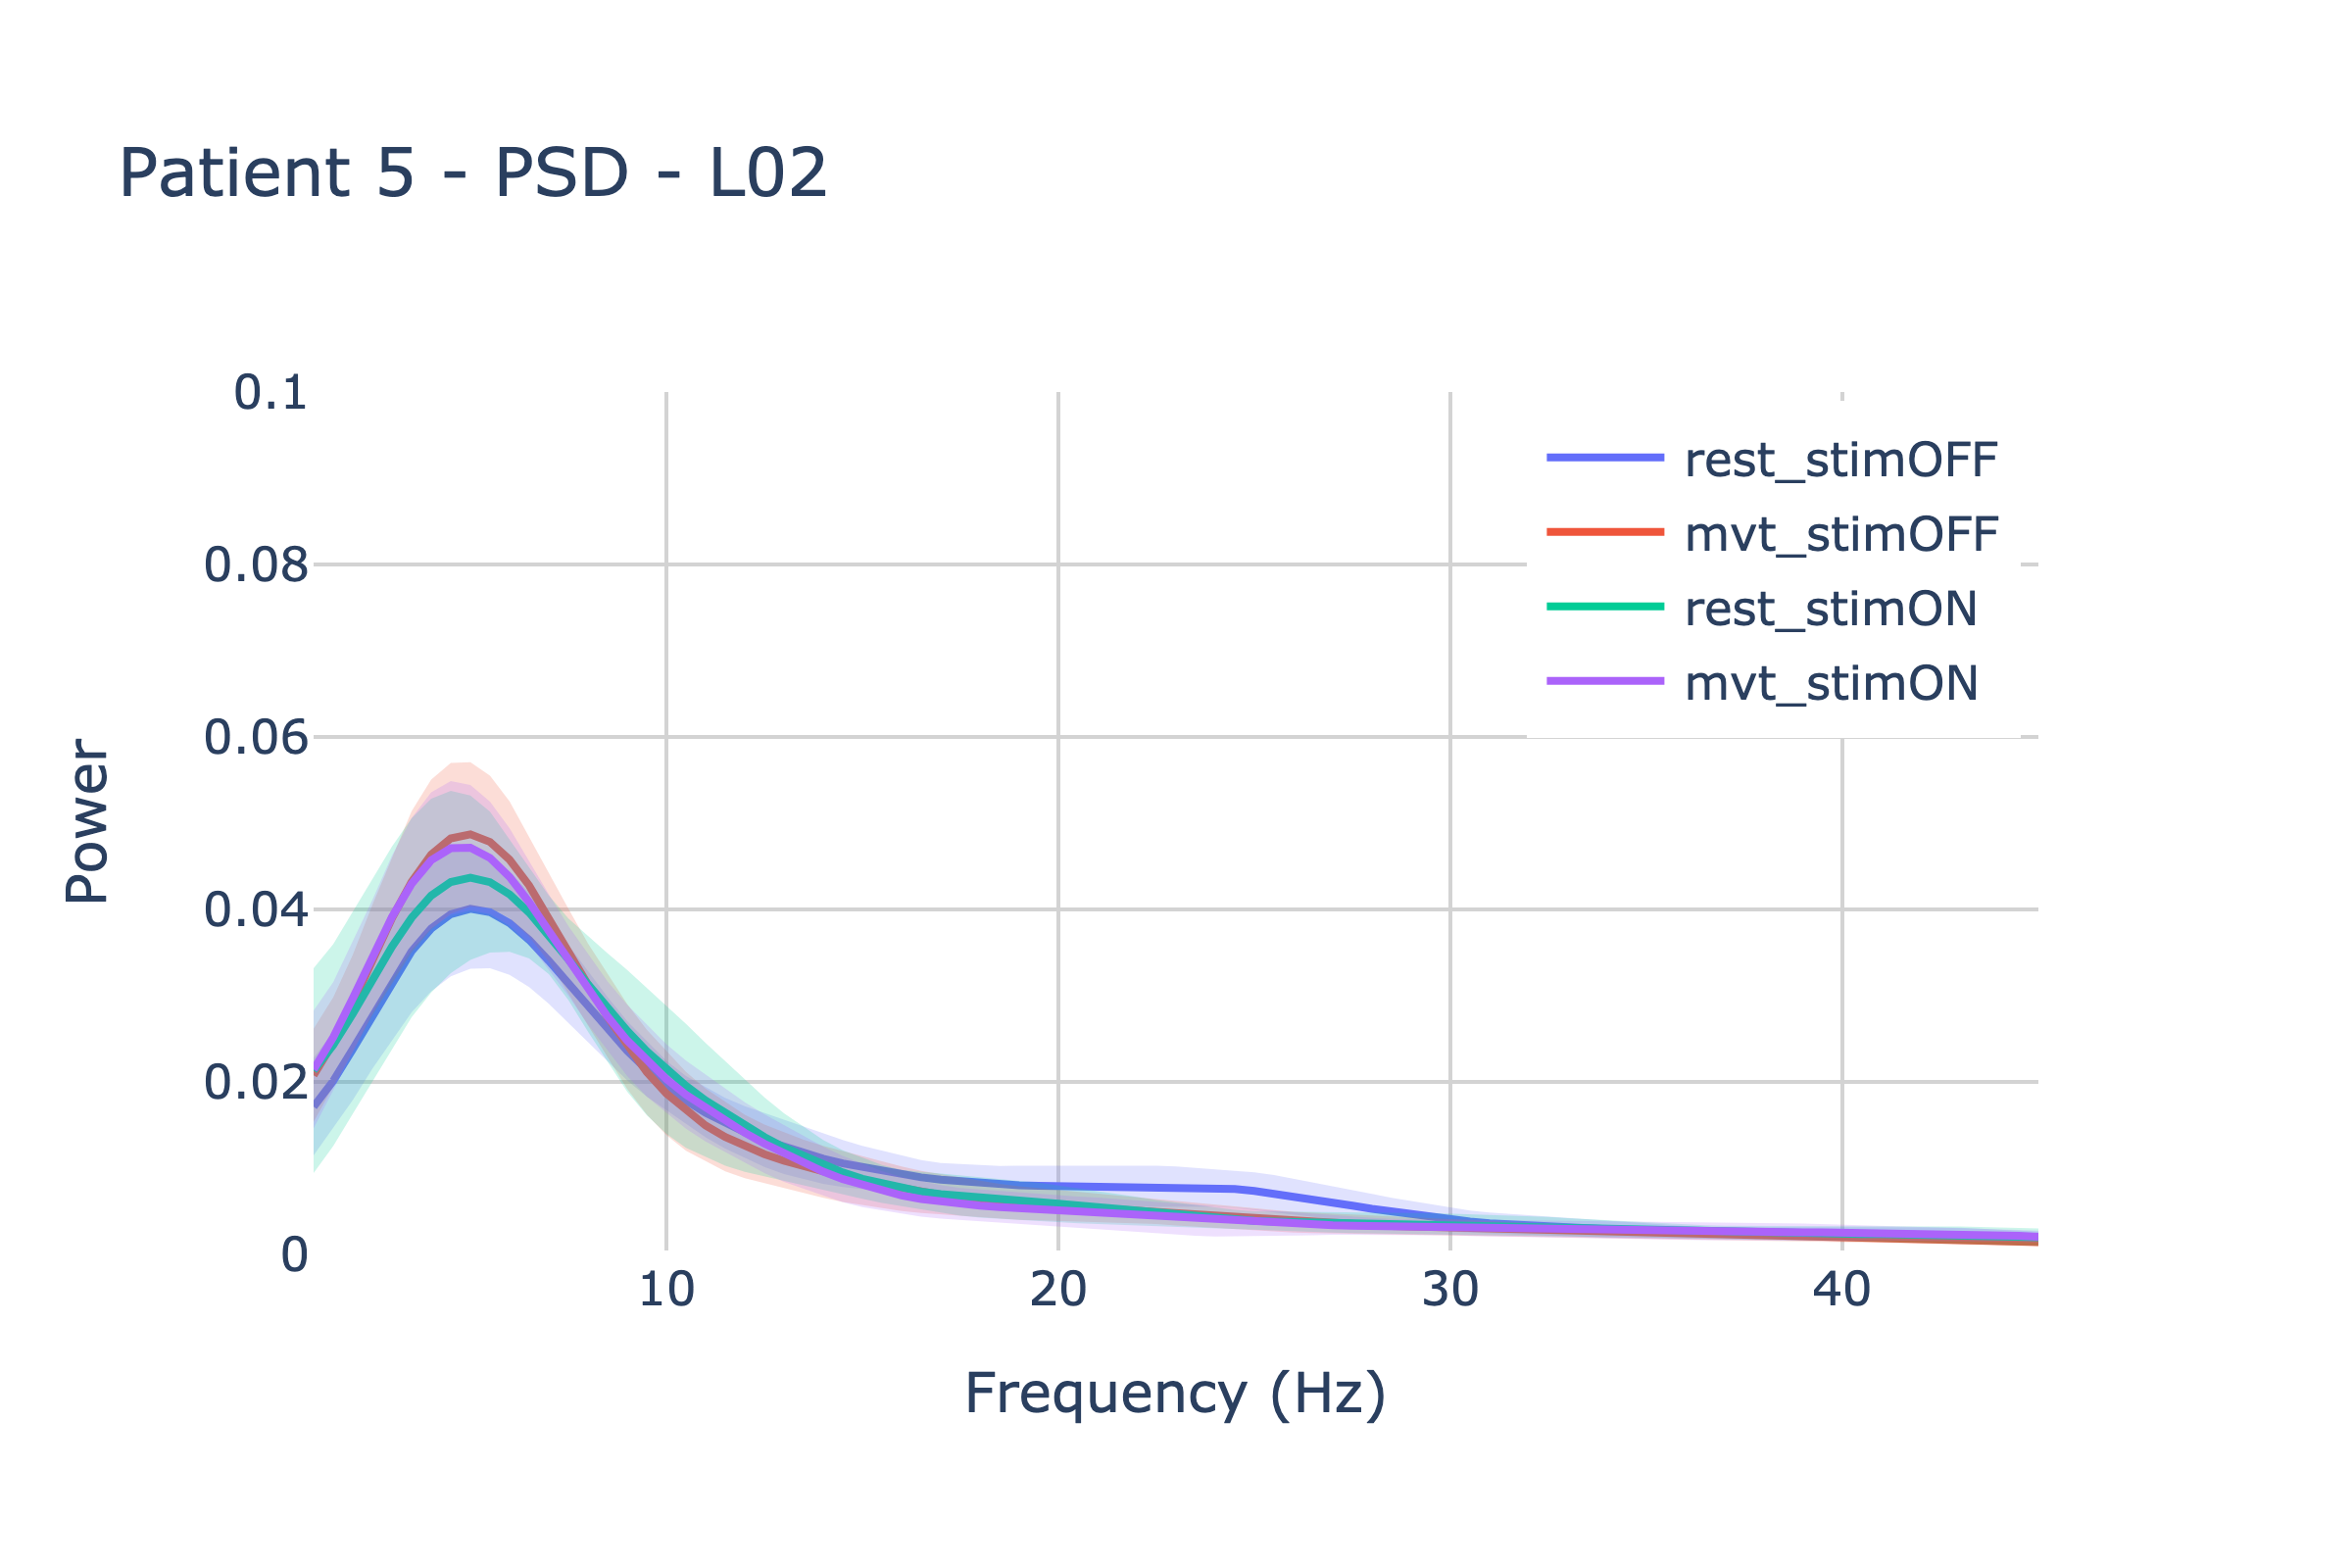 Patient 5 - PSD - L02
0.1
0.08
0.06
0.04
0.02
0
Power
10 20 30 40
Frequency (Hz)
rest_stimOFF
mvt_stimOFF
rest_stimON
mvt_stimON